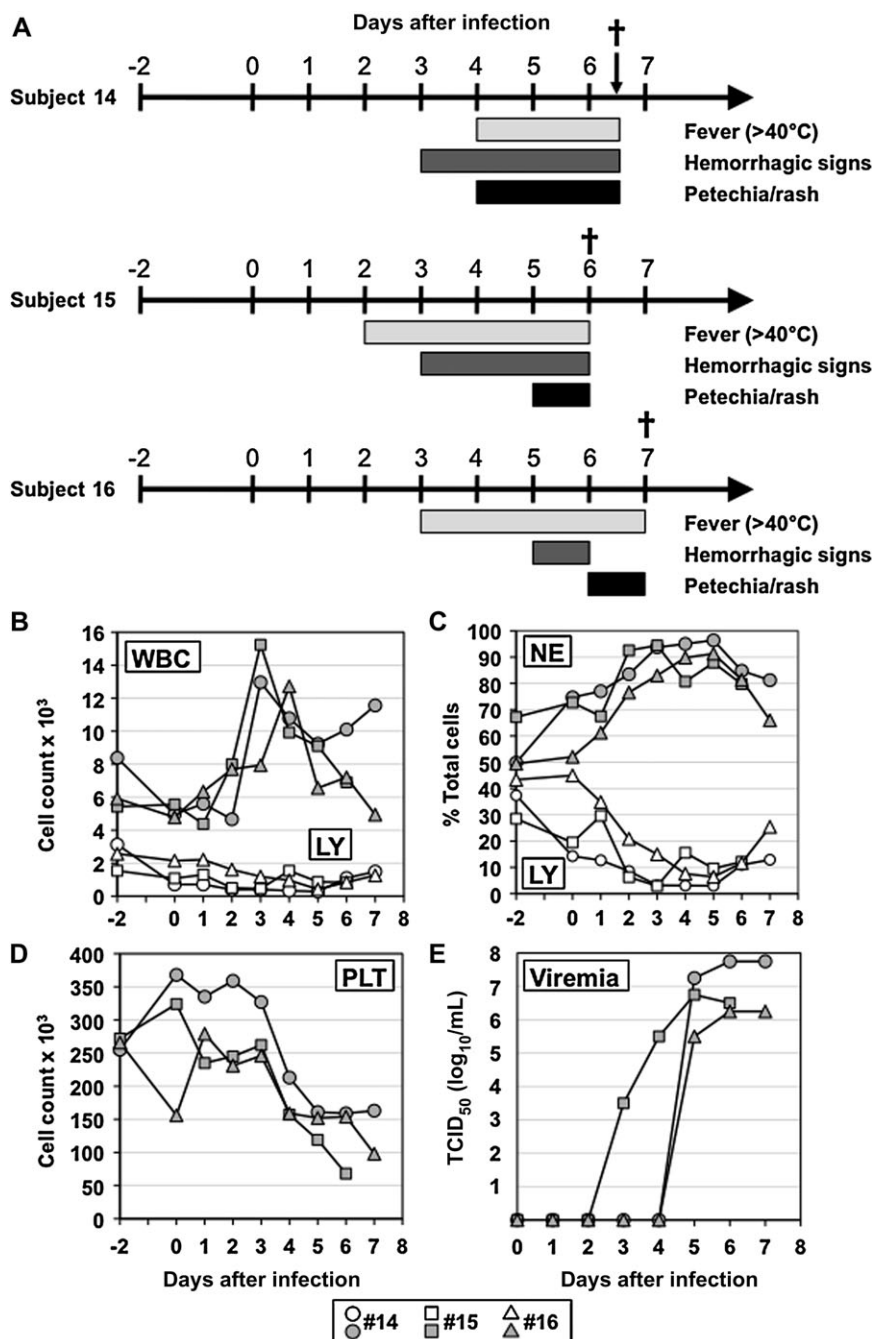 A
Days after infection
†
-2 0 1 2 3 4 5 6 7
Subject 14
Fever (>40°C)
Hemorrhagic signs
Petechia/rash
†
-2 0 1 2 3 4 5 6 7
Subject 15
Fever (>40°C)
Hemorrhagic signs
Petechia/rash
†
-2 0 1 2 3 4 5 6 7
Subject 16
Fever (>40°C)
Hemorrhagic signs
Petechia/rash
B
WBC
LY
Cell count x 10³
16
14
12
10
8
6
4
2
0
-2 0 1 2 3 4 5 6 7 8
C
NE
LY
% Total cells
100
90
80
70
60
50
40
30
20
10
0
-2 0 1 2 3 4 5 6 7 8
D
PLT
Cell count x 10³
400
350
300
250
200
150
100
50
0
-2 0 1 2 3 4 5 6 7 8
Days after infection
E
Viremia
TCID₅₀ (log₁₀/mL)
8
7
6
5
4
3
2
1
0 1 2 3 4 5 6 7 8
Days after infection
#14 #15 #16